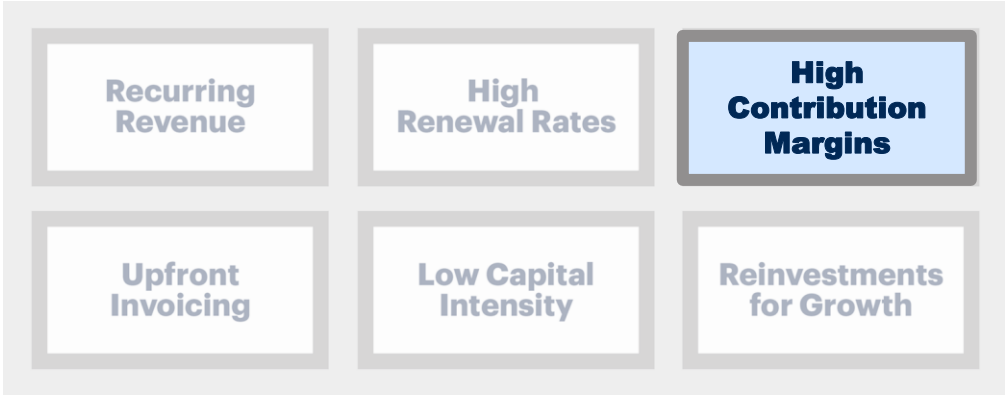 Recurring
Revenue
High
Renewal Rates
High
Contribution
Margins
Upfront
Invoicing
Low Capital
Intensity
Reinvestments
for Growth